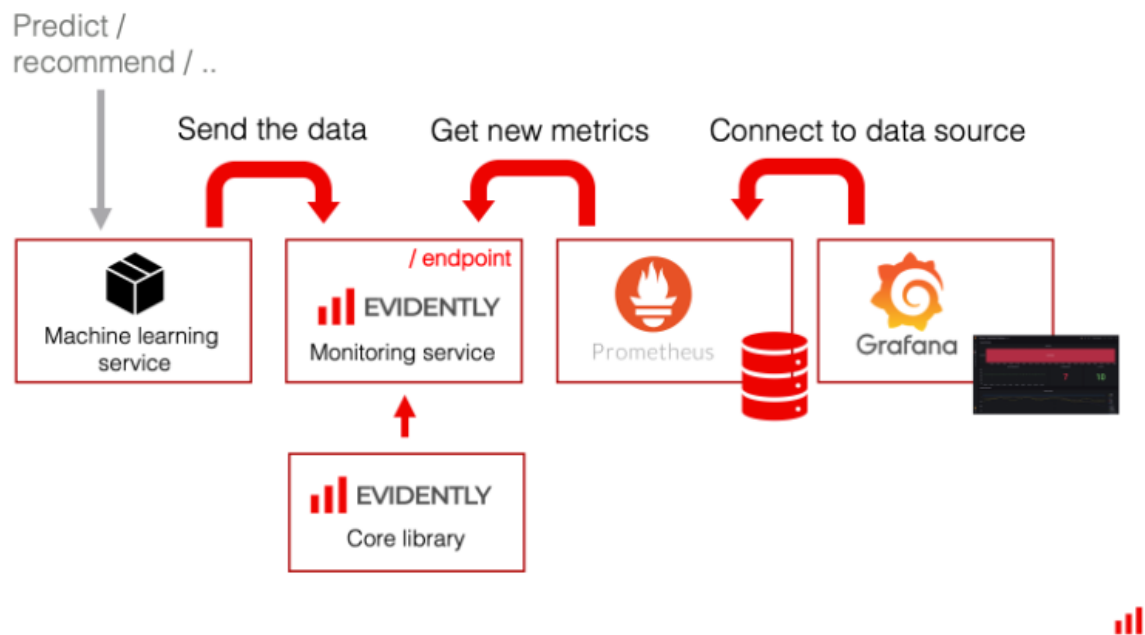 Predict /
recommend / ..
Send the data
Get new metrics
Connect to data source
Machine learning
service
/ endpoint
EVIDENTLY
Monitoring service
Prometheus
Grafana
7
10
EVIDENTLY
Core library